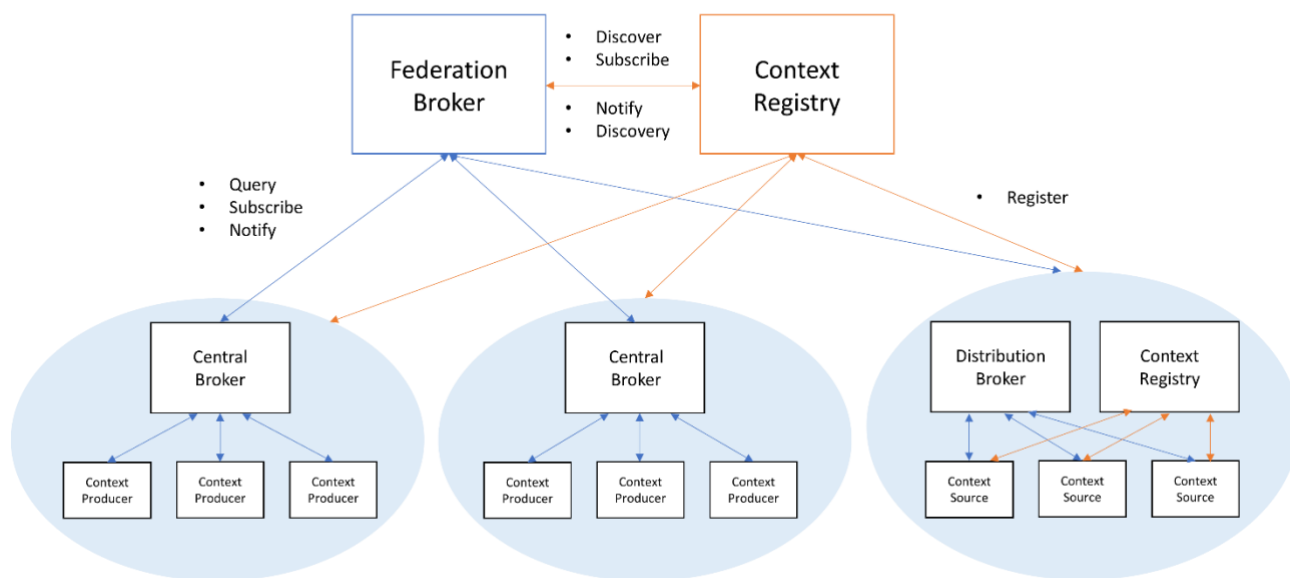 Federation
Broker
• Discover
• Subscribe
• Notify
• Discovery
Context
Registry
• Query
• Subscribe
• Notify
• Register
Central
Broker
Context
Producer
Context
Producer
Context
Producer
Central
Broker
Context
Producer
Context
Producer
Context
Producer
Distribution
Broker
Context
Registry
Context
Source
Context
Source
Context
Source